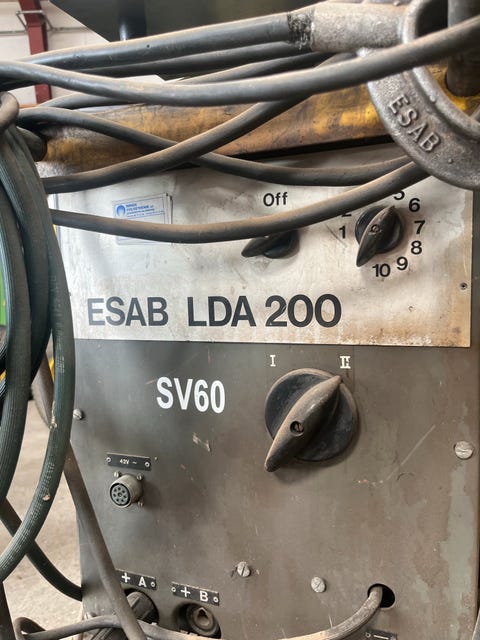 ESAB
Off
5
6
7
8
9
10
1
2
ESAB LDA 200
I
II
SV60
42V~
+ A
+ B